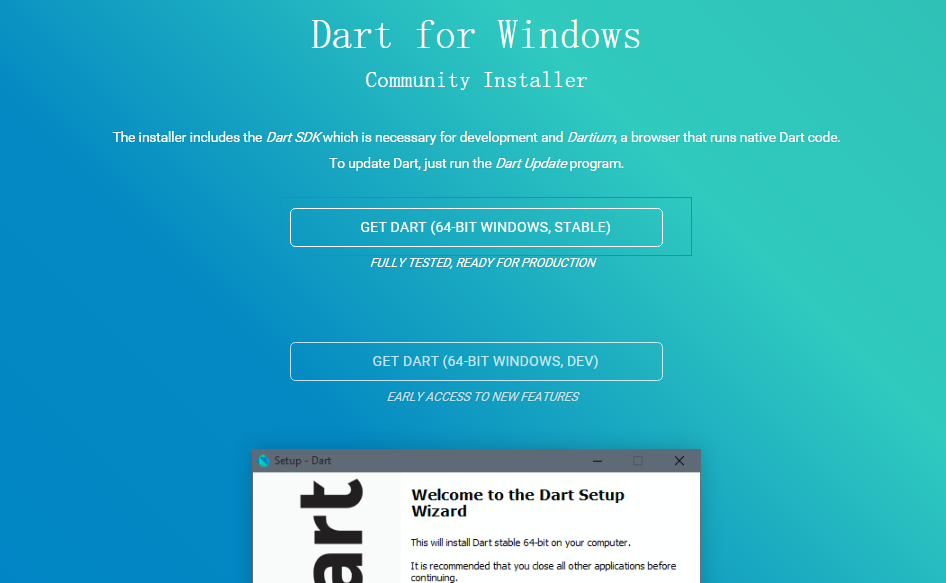 Dart for Windows
Community Installer
The installer includes the Dart SDK which is necessary for development and Dartium, a browser that runs native Dart code.
To update Dart, just run the Dart Update program.
GET DART (64-BIT WINDOWS, STABLE)
FULLY TESTED, READY FOR PRODUCTION
GET DART (64-BIT WINDOWS, DEV)
EARLY ACCESS TO NEW FEATURES
Setup - Dart
art
Welcome to the Dart Setup
Wizard
This will install Dart stable 64-bit on your computer.
It is recommended that you close all other applications before
continuing.